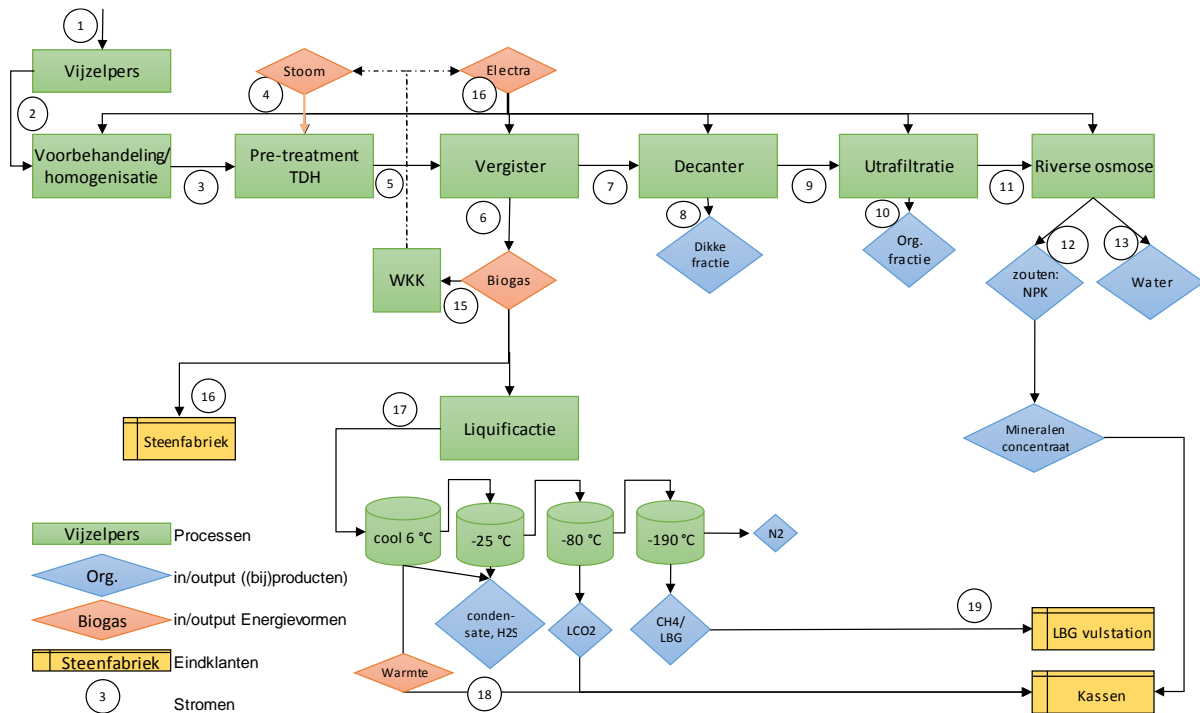 1
Vijzelpers
Stoom
Electra
4
16
2
Voorbehandeling/
homogenisatie
3
Pre-treatment
TDH
5
Vergister
7
Decanter
9
Utrafiltratie
11
Riverse osmose
6
8
10
12
13
Dikke
fractie
Org.
fractie
zouten:
NPK
Water
WKK
15
Biogas
16
17
Steenfabriek
Liquificactie
Mineralen
concentraat
cool 6 °C
-25 °C
-80 °C
-190 °C
N2
conden-
sate, H2S
LCO2
CH4/
LBG
19
LBG vulstation
Warmte
18
Kassen
Vijzelpers
Processen
Org.
in/output ((bij)producten)
Biogas
in/output Energievormen
Steenfabriek
Eindklanten
3
Stromen